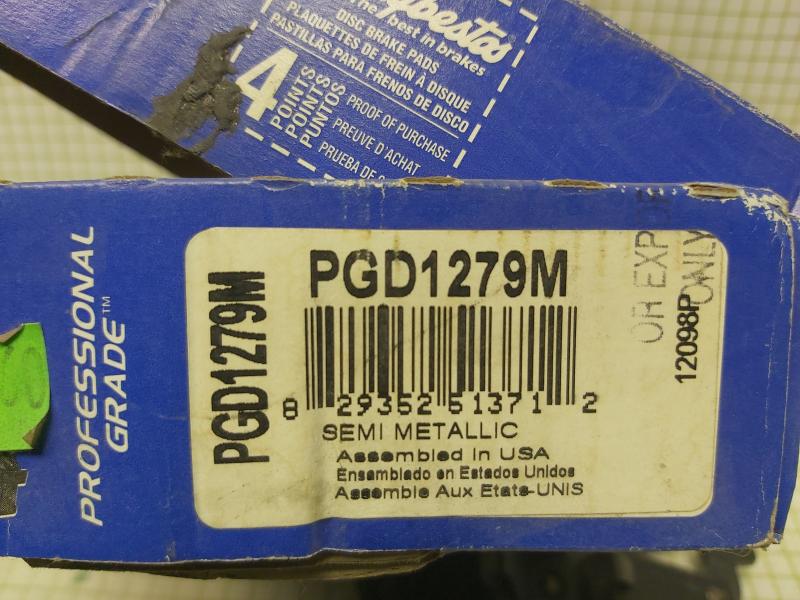 The best in brakes
DISC BRAKE PADS
PLAQUETTES DE FREIN À DISQUE
PASTILLAS PARA FRENOS DE DISCO
4
POINTS
POINTS
PUNTOS
PROOF OF PURCHASE
PREUVE D'ACHAT
PRUEBA DE
PROFESSIONAL
GRADE™
PGD1279M
PGD1279M
8 29352 51371 2
SEMI METALLIC
Assembled in USA
Ensamblado en Estados Unidos
Assemble Aux Etats-UNIS
OR EXPOR
ONLY
12098P